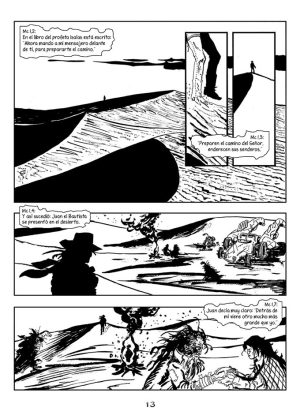 Mc.1,2:
En el libro del profeta Isaías está escrito:
'Ahora mando a mi mensajero delante
de ti, para prepararte el camino.'
Mc.1,3:
'Preparen el camino del Señor,
enderecen sus senderos.'
Mc.1,4:
Y así sucedió: Juan el Bautista
se presentó en el desierto.
Mc.1,7:
Juan decía muy claro: 'Detrás de
mí viene otro mucho más
grande que yo.'
13